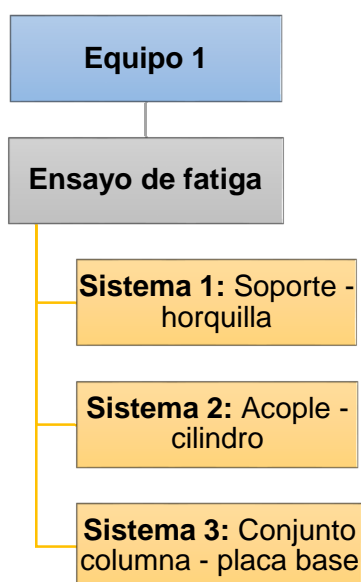 Equipo 1
Ensayo de fatiga
Sistema 1: Soporte -
horquilla
Sistema 2: Acople -
cilindro
Sistema 3: Conjunto
columna - placa base